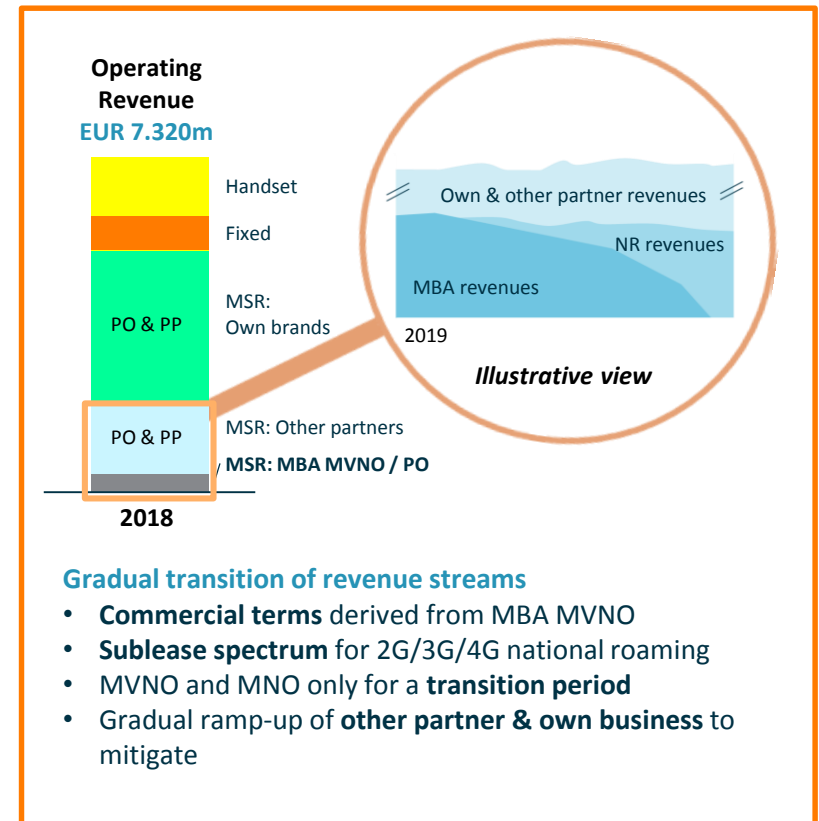 Operating
Revenue
EUR 7.320m
Handset
Fixed
PO & PP
MSR:
Own brands
PO & PP
MSR: Other partners
MSR: MBA MVNO / PO
2018
Own & other partner revenues
NR revenues
MBA revenues
2019
Illustrative view
Gradual transition of revenue streams
• Commercial terms derived from MBA MVNO
• Sublease spectrum for 2G/3G/4G national roaming
• MVNO and MNO only for a transition period
• Gradual ramp-up of other partner & own business to
mitigate